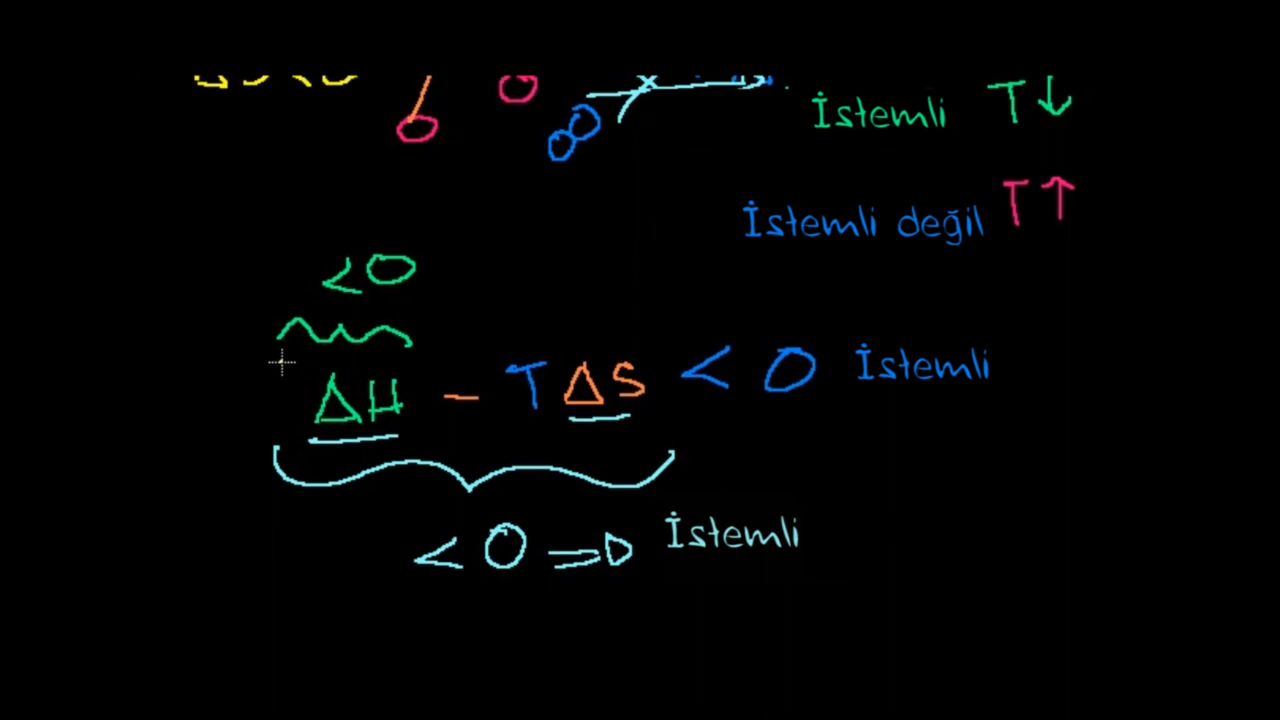 İstemli T↓
İstemli değil T↑
<0
ΔH - TΔS < 0 İstemli
< 0 ⇒ İstemli